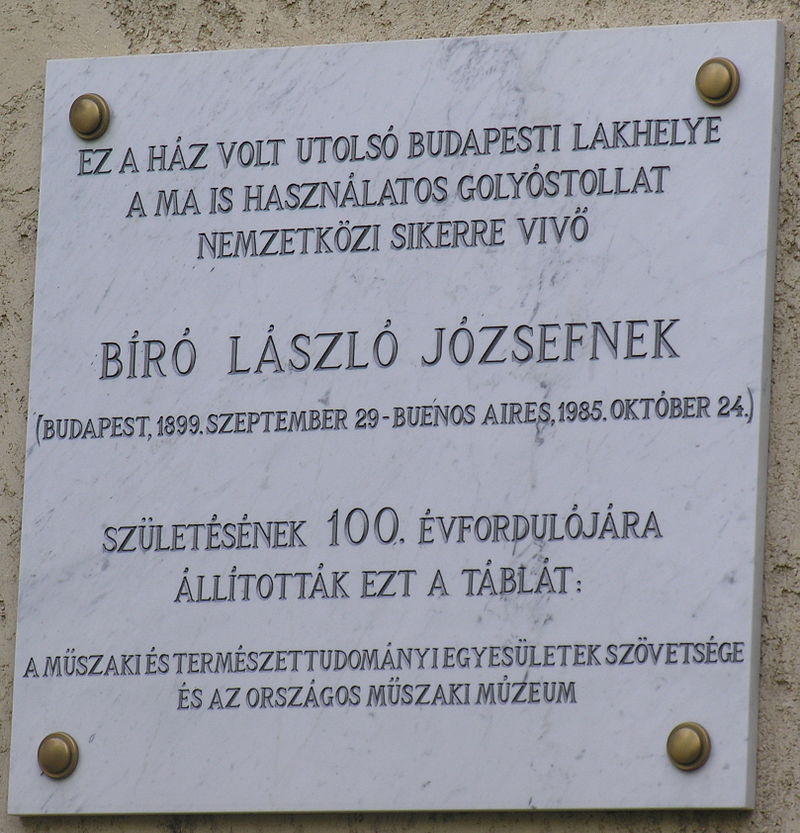 EZ A HÁZ VOLT UTOLSÓ BUDAPESTI LAKHELYE
A MA IS HASZNÁLATOS GOLYÓSTOLLAT
NEMZETKÖZI SIKERRE VIVŐ
BÍRÓ LÁSZLÓ JÓZSEFNEK
(BUDAPEST, 1899. SZEPTEMBER 29-BUENOS AIRES, 1985. OKTÓBER 24.)
SZÜLETÉSÉNEK 100. ÉVFORDULÓJÁRA
ÁLLÍTOTTÁK EZT A TÁBLÁT:
A MŰSZAKI ÉS TERMÉSZETTUDOMÁNYI EGYESÜLETEK SZÖVETSÉGE
ÉS AZ ORSZÁGOS MŰSZAKI MÚZEUM